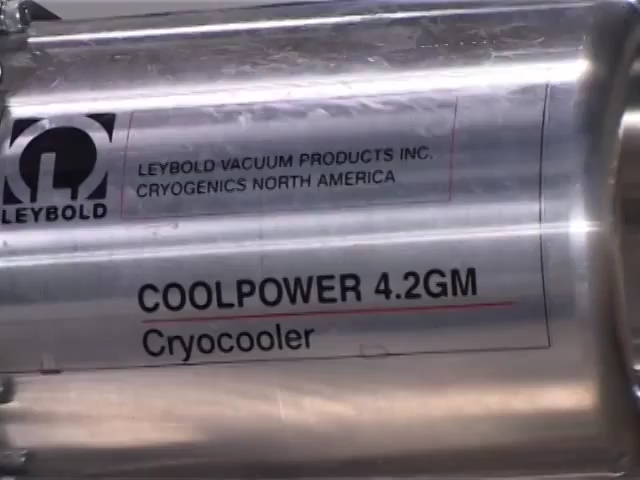 LEYBOLD
LEYBOLD VACUUM PRODUCTS INC.
CRYOGENICS NORTH AMERICA
COOLPOWER 4.2GM
Cryocooler